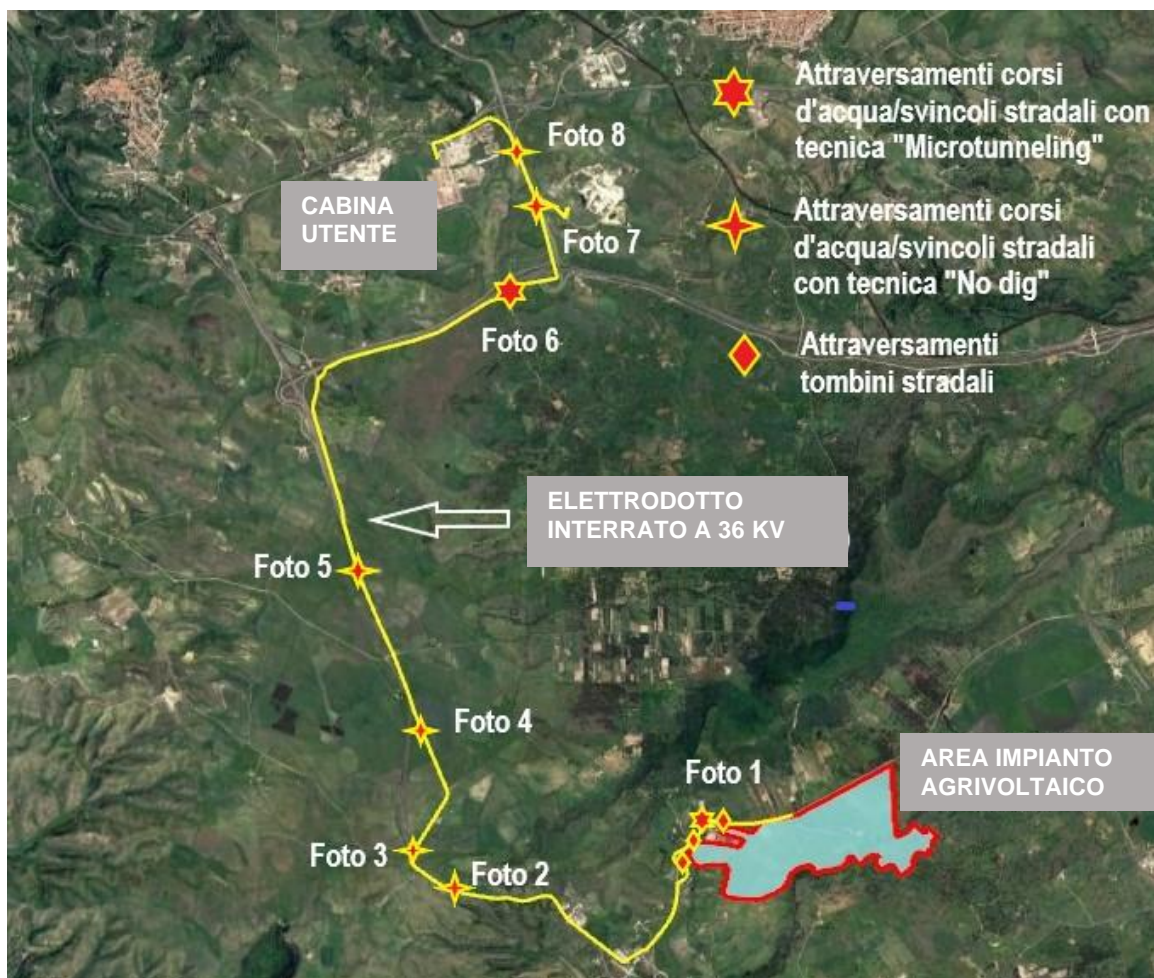 Attraversamenti corsi
d'acqua/svincoli stradali con
tecnica "Microtunneling"
Foto 8
CABINA
UTENTE
Attraversamenti corsi
d'acqua/svincoli stradali
con tecnica "No dig"
Foto 7
Foto 6
Attraversamenti
tombini stradali
ELETTRODOTTO
INTERRATO A 36 KV
Foto 5
Foto 4
AREA IMPIANTO
AGRIVOLTAICO
Foto 1
Foto 3
Foto 2